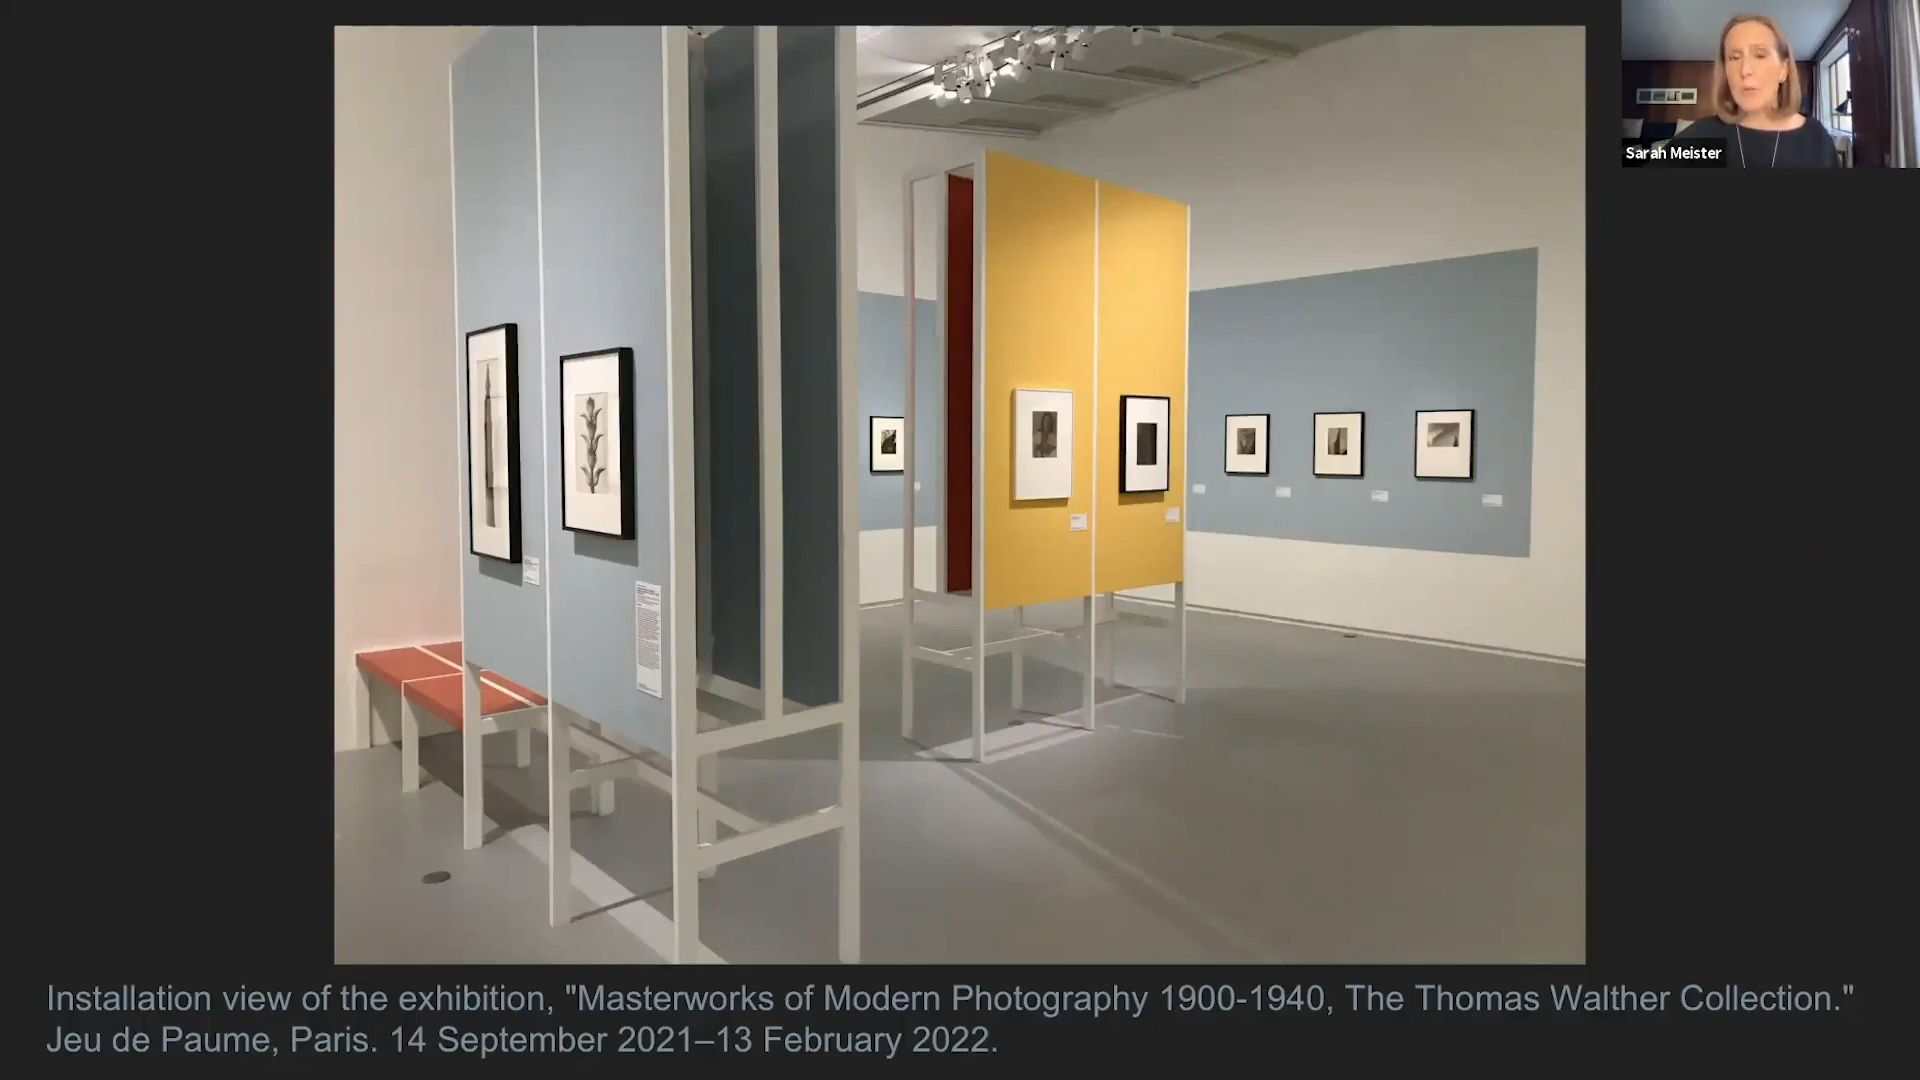 Sarah Meister
Installation view of the exhibition, "Masterworks of Modern Photography 1900-1940, The Thomas Walther Collection."
Jeu de Paume, Paris. 14 September 2021–13 February 2022.